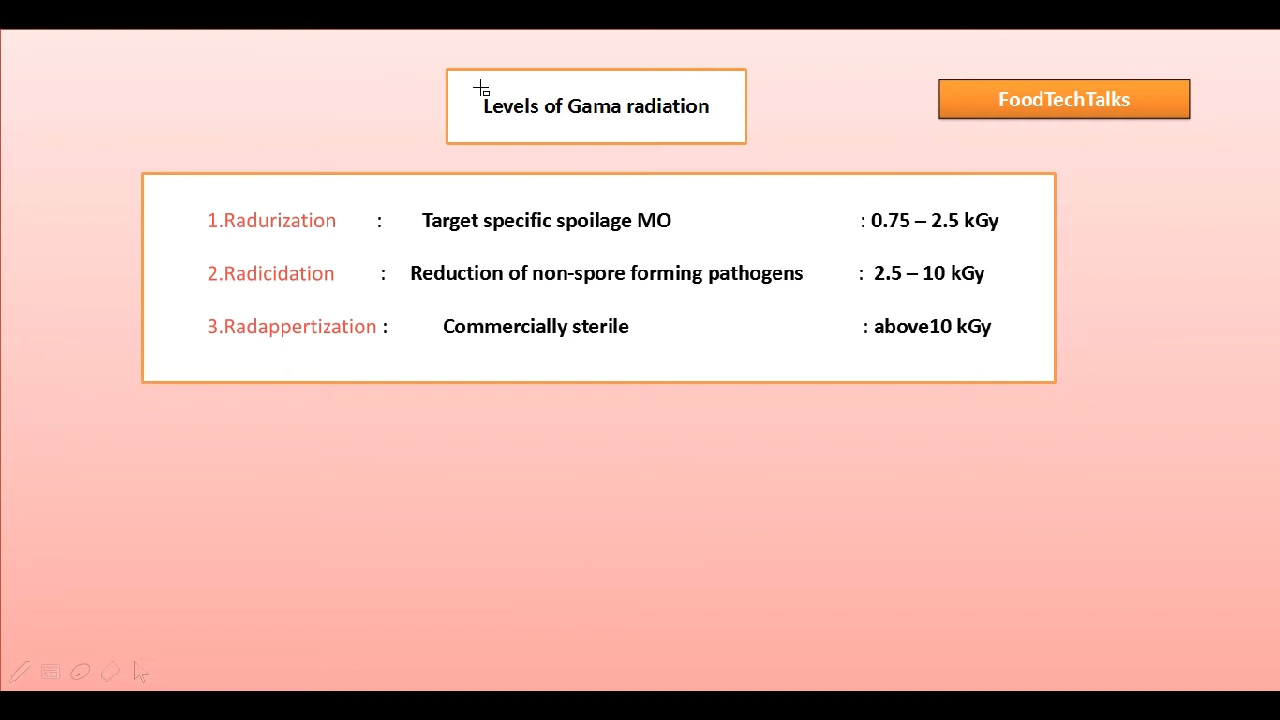 Levels of Gama radiation
FoodTechTalks
1.Radurization : Target specific spoilage MO : 0.75 – 2.5 kGy
2.Radicidation : Reduction of non-spore forming pathogens : 2.5 – 10 kGy
3.Radappertization : Commercially sterile : above10 kGy